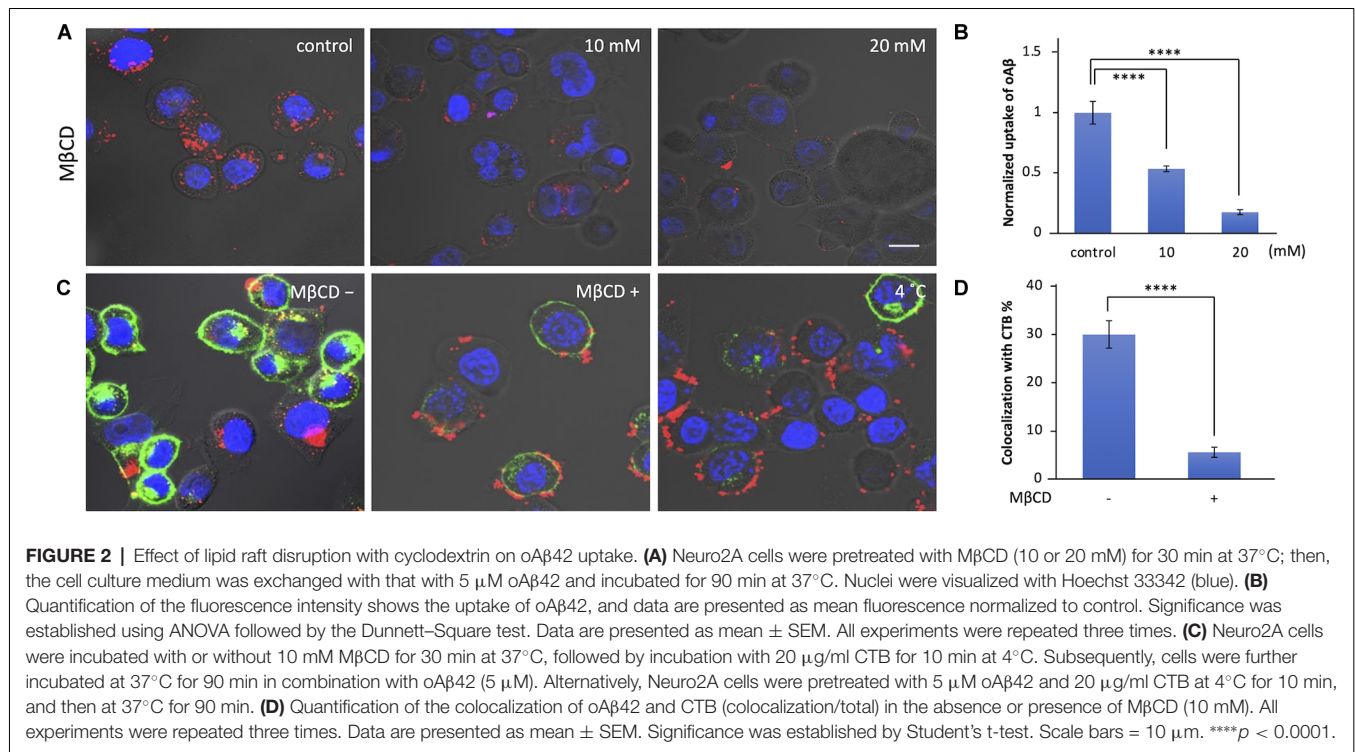 A
control
10 mM
20 mM
MβCD
B
1.5
1
0.5
0
Normalized uptake of oAβ
****
****
control
10
20
(mM)
C
MβCD −
MβCD +
4 ˚C
D
40
30
20
10
0
Colocalization with CTB %
****
MβCD
-
+
FIGURE 2 | Effect of lipid raft disruption with cyclodextrin on oAβ42 uptake. (A) Neuro2A cells were pretreated with MβCD (10 or 20 mM) for 30 min at 37°C; then,
the cell culture medium was exchanged with that with 5 μM oAβ42 and incubated for 90 min at 37°C. Nuclei were visualized with Hoechst 33342 (blue). (B)
Quantification of the fluorescence intensity shows the uptake of oAβ42, and data are presented as mean fluorescence normalized to control. Significance was
established using ANOVA followed by the Dunnett–Square test. Data are presented as mean ± SEM. All experiments were repeated three times. (C) Neuro2A cells
were incubated with or without 10 mM MβCD for 30 min at 37°C, followed by incubation with 20 μg/ml CTB for 10 min at 4°C. Subsequently, cells were further
incubated at 37°C for 90 min in combination with oAβ42 (5 μM). Alternatively, Neuro2A cells were pretreated with 5 μM oAβ42 and 20 μg/ml CTB at 4°C for 10 min,
and then at 37°C for 90 min. (D) Quantification of the colocalization of oAβ42 and CTB (colocalization/total) in the absence or presence of MβCD (10 mM). All
experiments were repeated three times. Data are presented as mean ± SEM. Significance was established by Student's t-test. Scale bars = 10 μm. ****p < 0.0001.